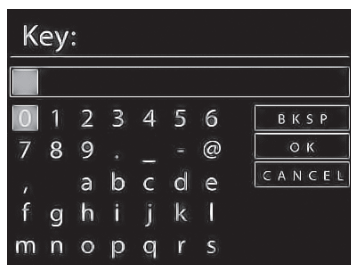 Key:
0 1 2 3 4 5 6 BKSP
7 8 9 . _ - @ OK
, a b c d e CANCEL
f g h i j k l
m n o p q r s